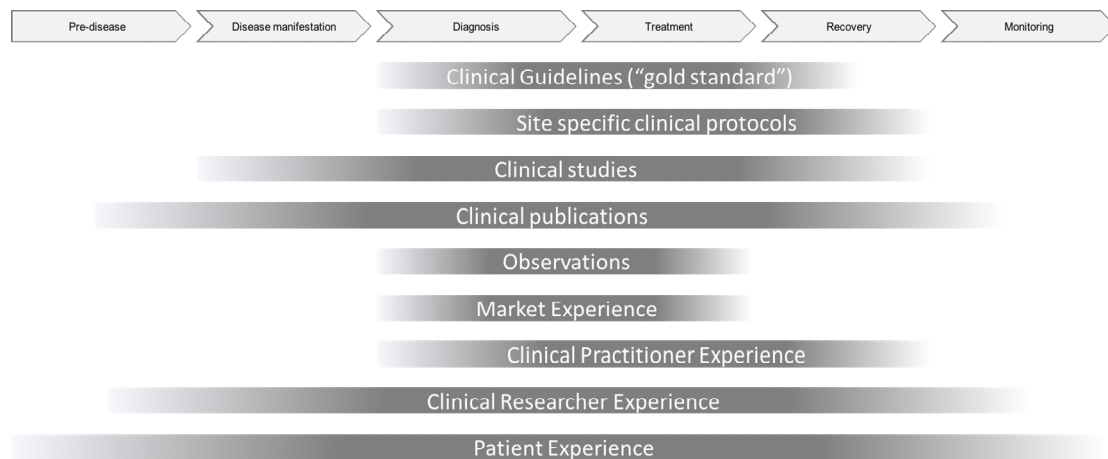 Pre-disease
Disease manifestation
Diagnosis
Treatment
Recovery
Monitoring
Clinical Guidelines (“gold standard”)
Site specific clinical protocols
Clinical studies
Clinical publications
Observations
Market Experience
Clinical Practitioner Experience
Clinical Researcher Experience
Patient Experience